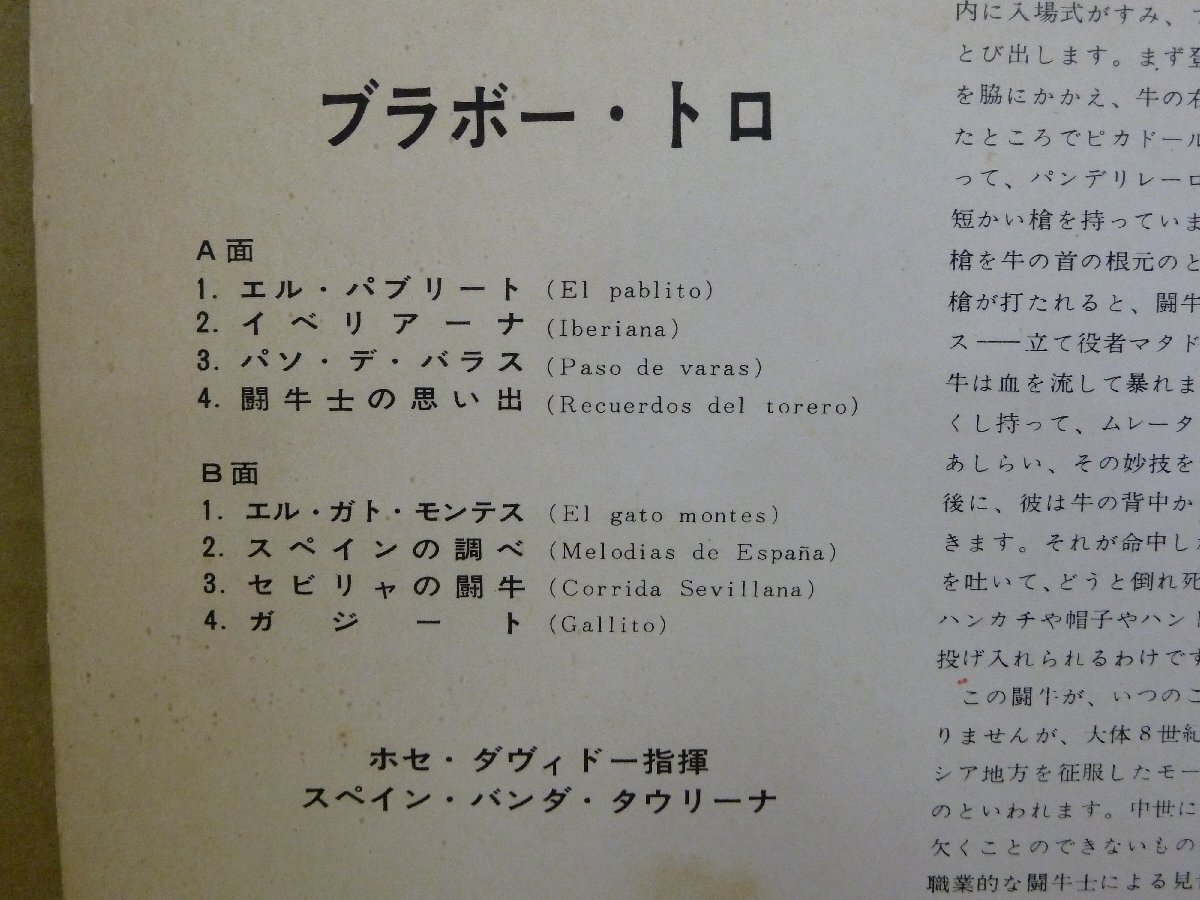 ブラボー・トロ
A面
1. エル・パブリート (El pablito)
2. イベリアーナ (Iberiana)
3. パソ・デ・バラス (Paso de varas)
4. 闘牛士の思い出 (Recuerdos del torero)
B面
1. エル・ガト・モンテス (El gato montes)
2. スペインの調べ (Melodias de España)
3. セビリャの闘牛 (Corrida Sevillana)
4. ガジート (Gallito)
ホセ・ダヴィドー指揮
スペイン・バンダ・タウリーナ
内に入場式がすみ、
とび出します。まず登
を脇にかかえ、牛の右
たところでピカドール
って、パンデリレーロ
短かい槍を持っていま
槍を牛の首の根元のと
槍が打たれると、闘牛
ス――立て役者マタド
牛は血を流して暴れま
くし持って、ムレータ
あしらい、その妙技を
後に、彼は牛の背中か
きます。それが命中し
を吐いて、どうと倒れ死
ハンカチや帽子やハンド
投げ入れられるわけです
この闘牛が、いつのこ
りませんが、大体8世紀
シア地方を征服したモー
のといわれます。中世に
欠くことのできないもの
職業的な闘牛士による見